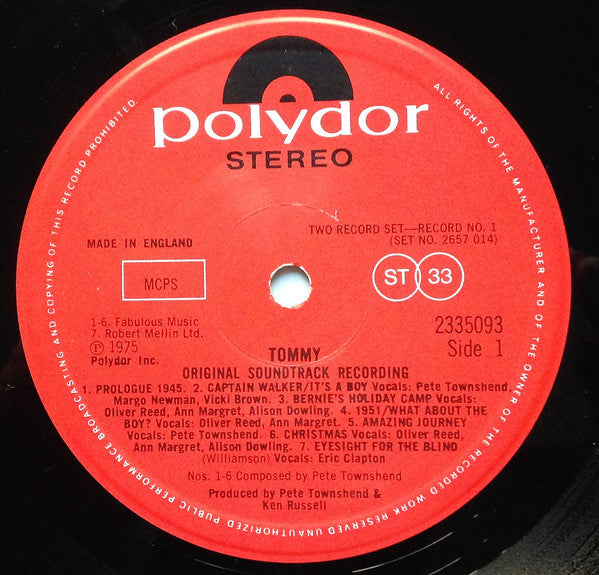 polydor
STEREO
ALL RIGHTS OF THE MANUFACTURER AND OF THE OWNER OF THE RECORDED WORK RESERVED UNAUTHORIZED PUBLIC PERFORMANCE BROADCASTING AND COPYING OF THIS RECORD PROHIBITED
TWO RECORD SET—RECORD NO. 1
(SET NO. 2657 014)
MADE IN ENGLAND
MCPS
ST 33
1-6. Fabulous Music
7. Robert Mellin Ltd.
℗ 1975
Polydor Inc.
2335093
Side 1
TOMMY
ORIGINAL SOUNDTRACK RECORDING
1. PROLOGUE 1945. 2. CAPTAIN WALKER/IT'S A BOY Vocals: Pete Townshend,
Margo Newman, Vicki Brown. 3. BERNIE'S HOLIDAY CAMP Vocals:
Oliver Reed, Ann Margret, Alison Dowling. 4. 1951/WHAT ABOUT THE
BOY? Vocals: Oliver Reed, Ann Margret. 5. AMAZING JOURNEY
Vocals: Pete Townshend. 6. CHRISTMAS Vocals: Oliver Reed,
Ann Margret, Alison Dowling. 7. EYESIGHT FOR THE BLIND
(Williamson) Vocals: Eric Clapton
Nos. 1-6 Composed by Pete Townshend
Produced by Pete Townshend &
Ken Russell